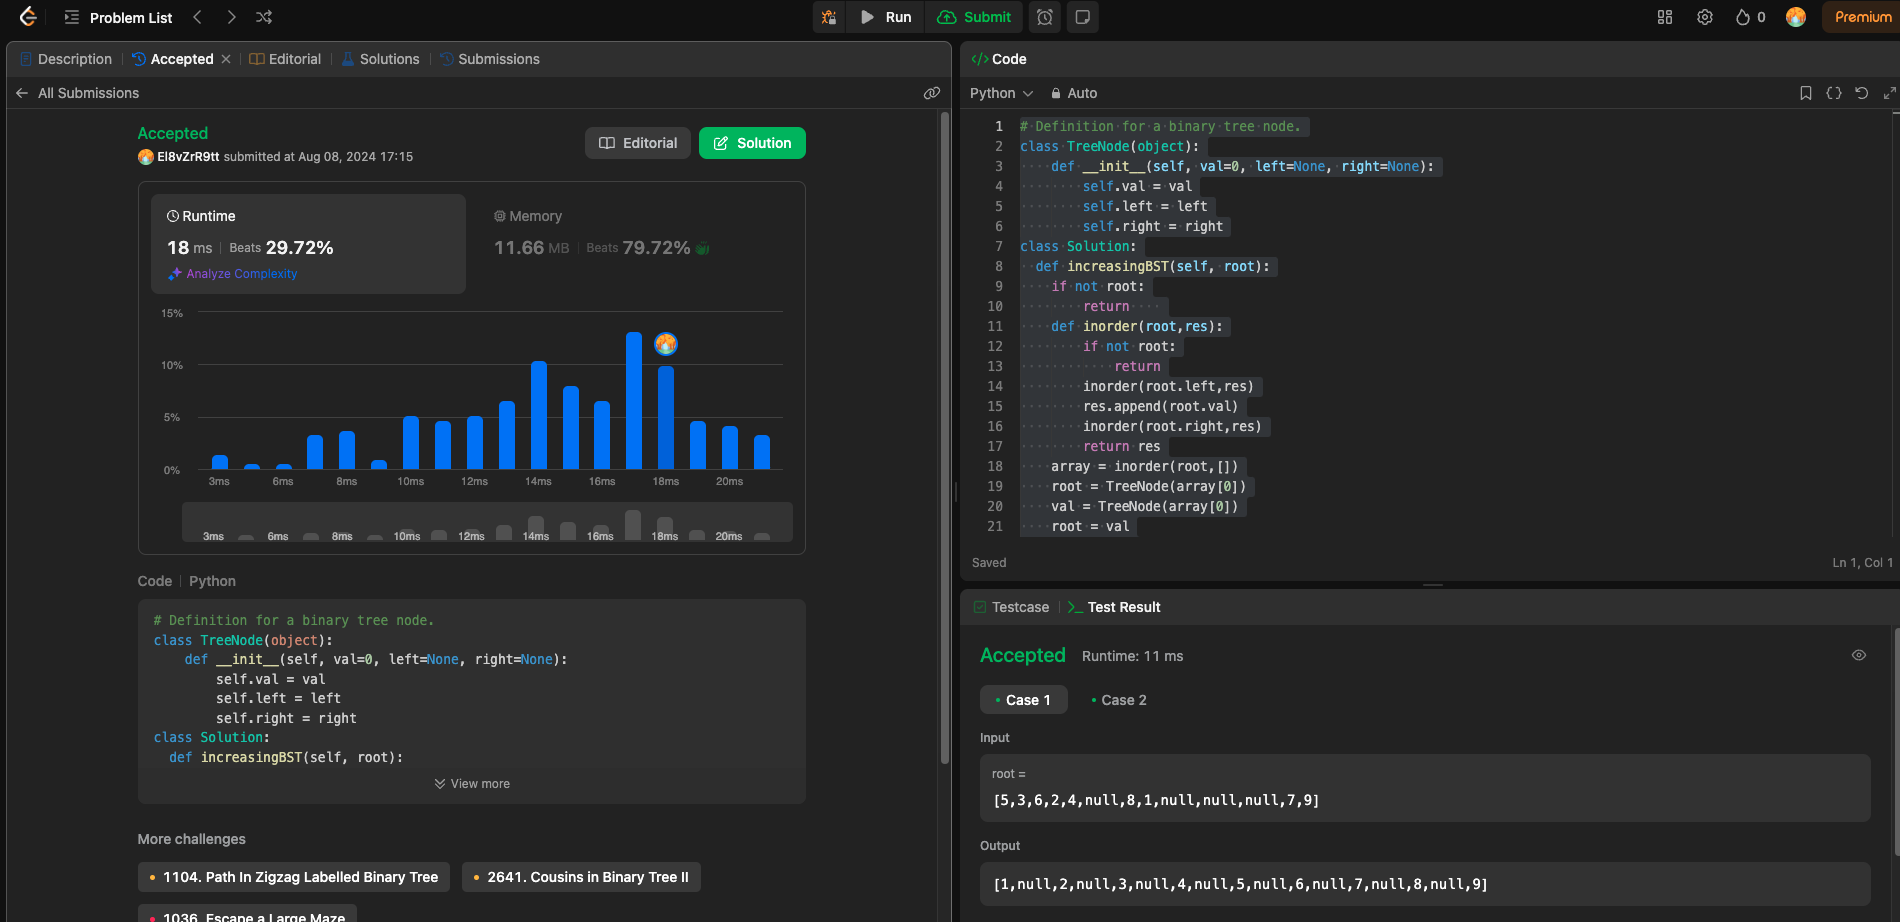 Problem List
Run
Submit
0
Premium
Description
Accepted
Editorial
Solutions
Submissions
All Submissions
Accepted
El8vZrR9tt submitted at Aug 08, 2024 17:15
Editorial
Solution
Runtime
18 ms | Beats 29.72%
Analyze Complexity
Memory
11.66 MB | Beats 79.72%
15%
10%
5%
0%
3ms 6ms 8ms 10ms 12ms 14ms 16ms 18ms 20ms
3ms 6ms 8ms 10ms 12ms 14ms 16ms 18ms 20ms
Code | Python
# Definition for a binary tree node.
class TreeNode(object):
    def __init__(self, val=0, left=None, right=None):
        self.val = val
        self.left = left
        self.right = right
class Solution:
  def increasingBST(self, root):
View more
More challenges
1104. Path In Zigzag Labelled Binary Tree
2641. Cousins in Binary Tree II
1036. Escape a Large Maze
</> Code
Python
Auto
1 # Definition for a binary tree node.
2 class TreeNode(object):
3     def __init__(self, val=0, left=None, right=None):
4         self.val = val
5         self.left = left
6         self.right = right
7 class Solution:
8   def increasingBST(self, root):
9     if not root:
10         return
11     def inorder(root,res):
12         if not root:
13             return
14         inorder(root.left,res)
15         res.append(root.val)
16         inorder(root.right,res)
17         return res
18     array = inorder(root,[])
19     root = TreeNode(array[0])
20     val = TreeNode(array[0])
21     root = val
Saved
Ln 1, Col 1
Testcase
Test Result
Accepted
Runtime: 11 ms
Case 1
Case 2
Input
root =
[5,3,6,2,4,null,8,1,null,null,null,7,9]
Output
[1,null,2,null,3,null,4,null,5,null,6,null,7,null,8,null,9]